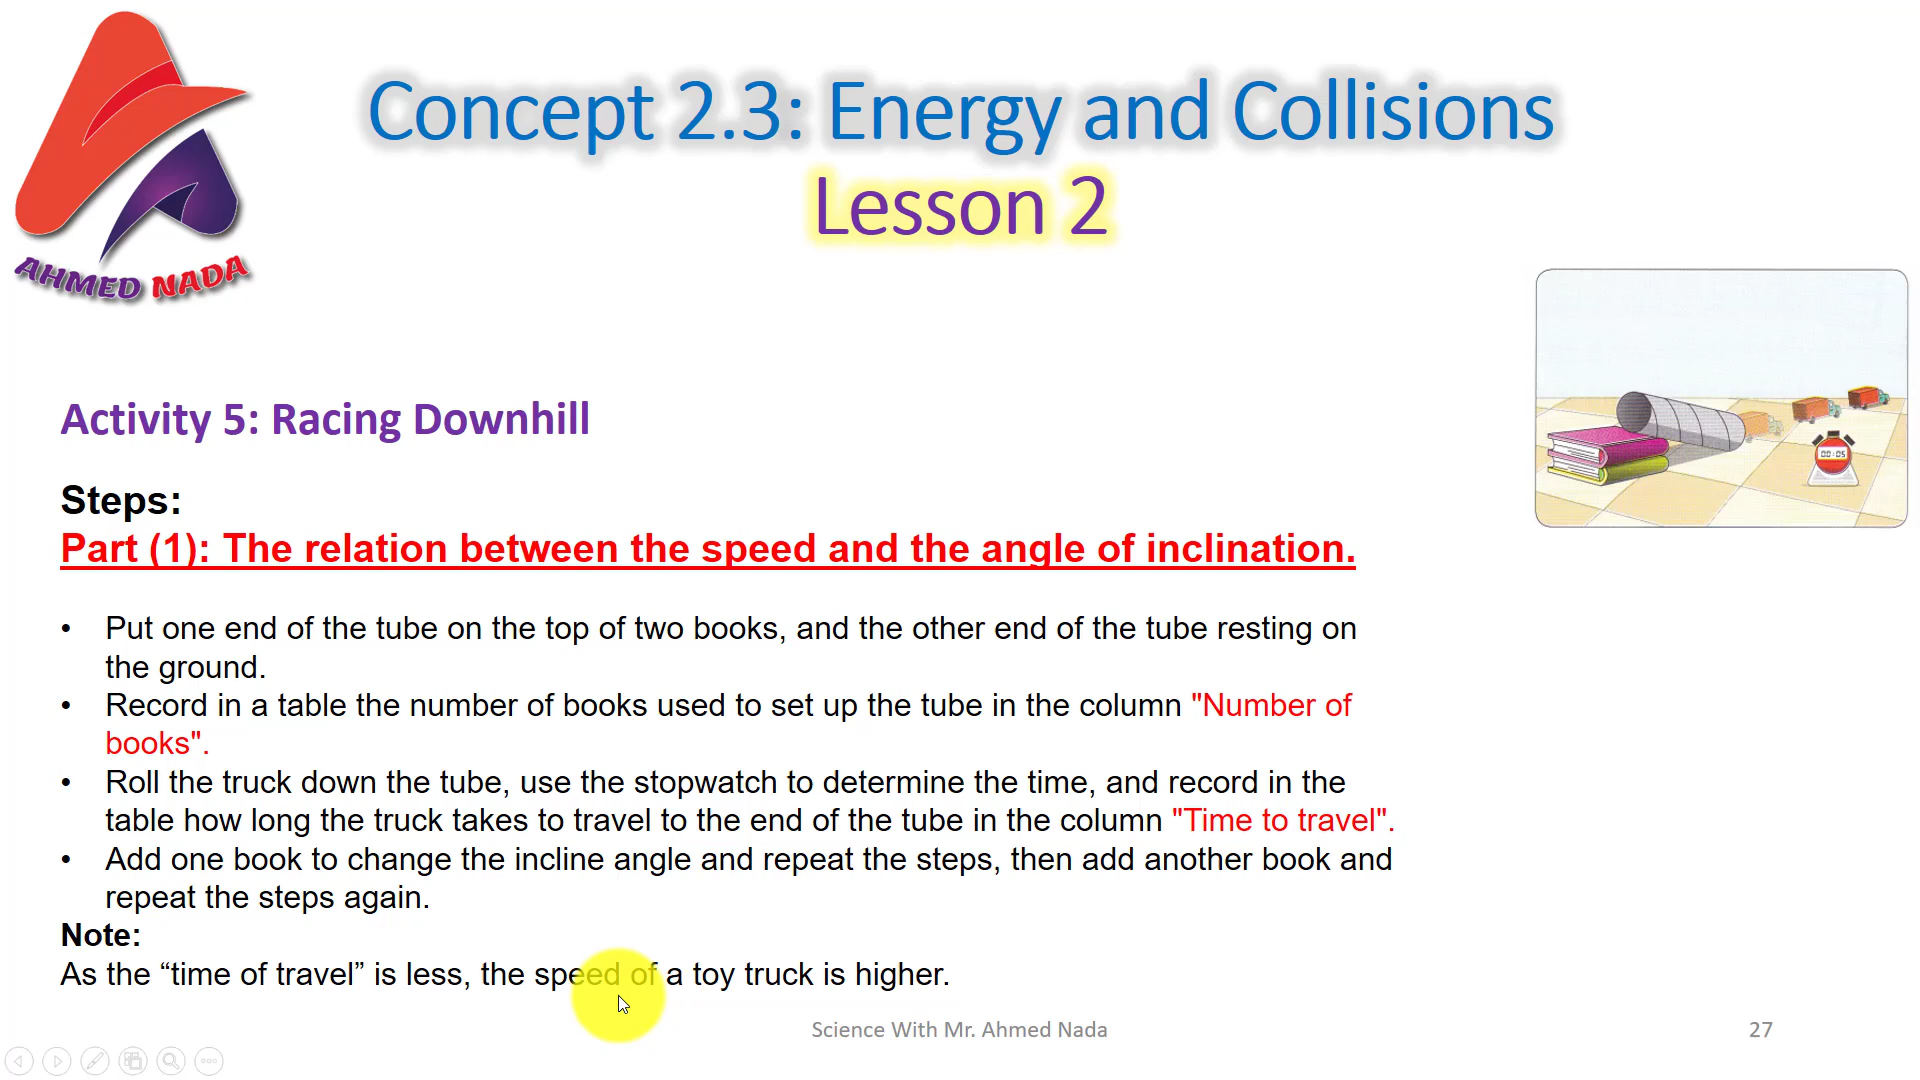 Concept 2.3: Energy and Collisions
Lesson 2
AHMED NADA
Activity 5: Racing Downhill
00:05
Steps:
Part (1): The relation between the speed and the angle of inclination.
• Put one end of the tube on the top of two books, and the other end of the tube resting on
the ground.
• Record in a table the number of books used to set up the tube in the column "Number of
books".
• Roll the truck down the tube, use the stopwatch to determine the time, and record in the
table how long the truck takes to travel to the end of the tube in the column "Time to travel".
• Add one book to change the incline angle and repeat the steps, then add another book and
repeat the steps again.
Note:
As the “time of travel” is less, the speed of a toy truck is higher.
Science With Mr. Ahmed Nada
27